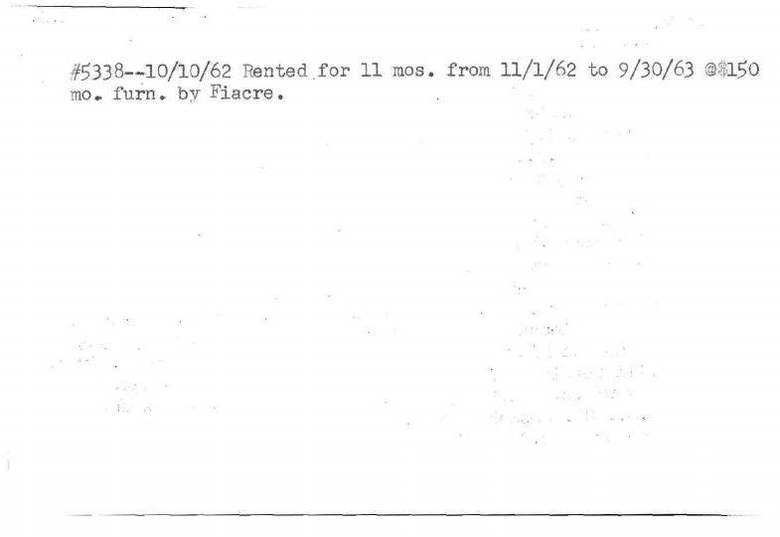 #5338--10/10/62 Rented for 11 mos. from 11/1/62 to 9/30/63 @$150
mo. furn. by Fiacre.